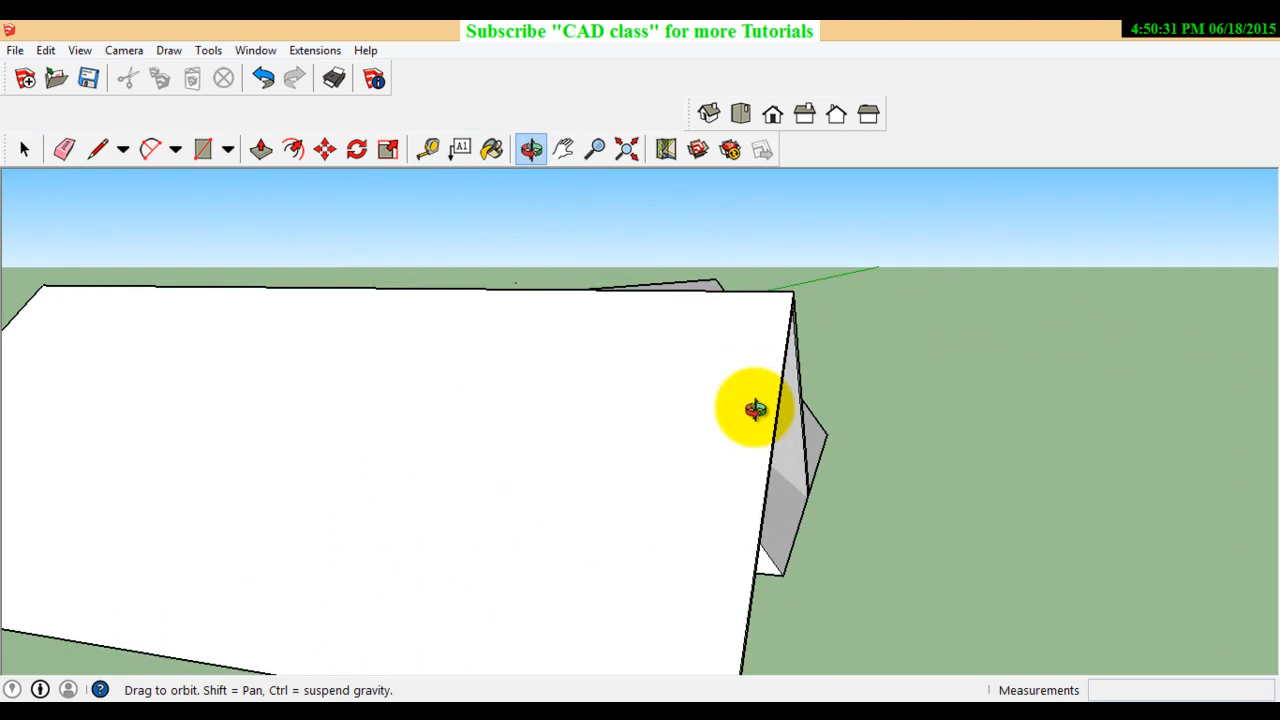 Subscribe "CAD class" for more Tutorials
4:50:31 PM 06/18/2015
File Edit View Camera Draw Tools Window Extensions Help
A1
Drag to orbit. Shift = Pan, Ctrl = suspend gravity.
Measurements